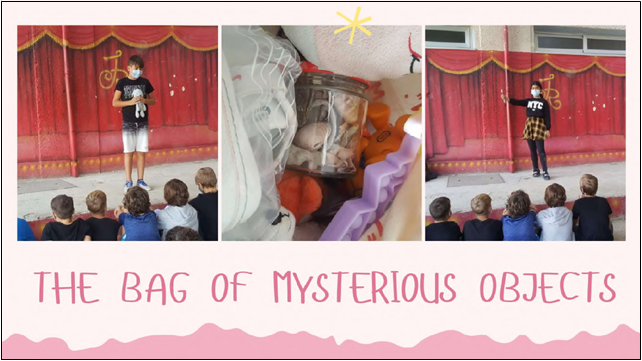 NYC
THE BAG OF MYSTERIOUS OBJECTS